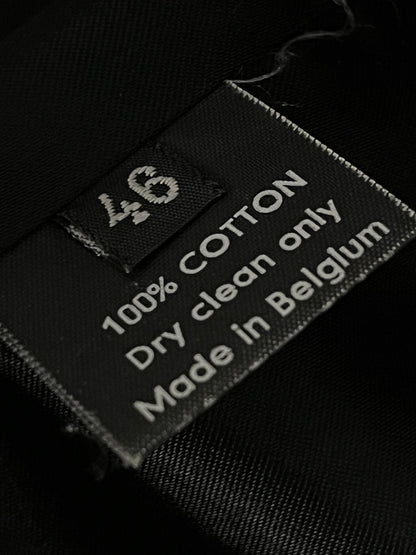 46
100% COTTON
Dry clean only
Made in Belgium